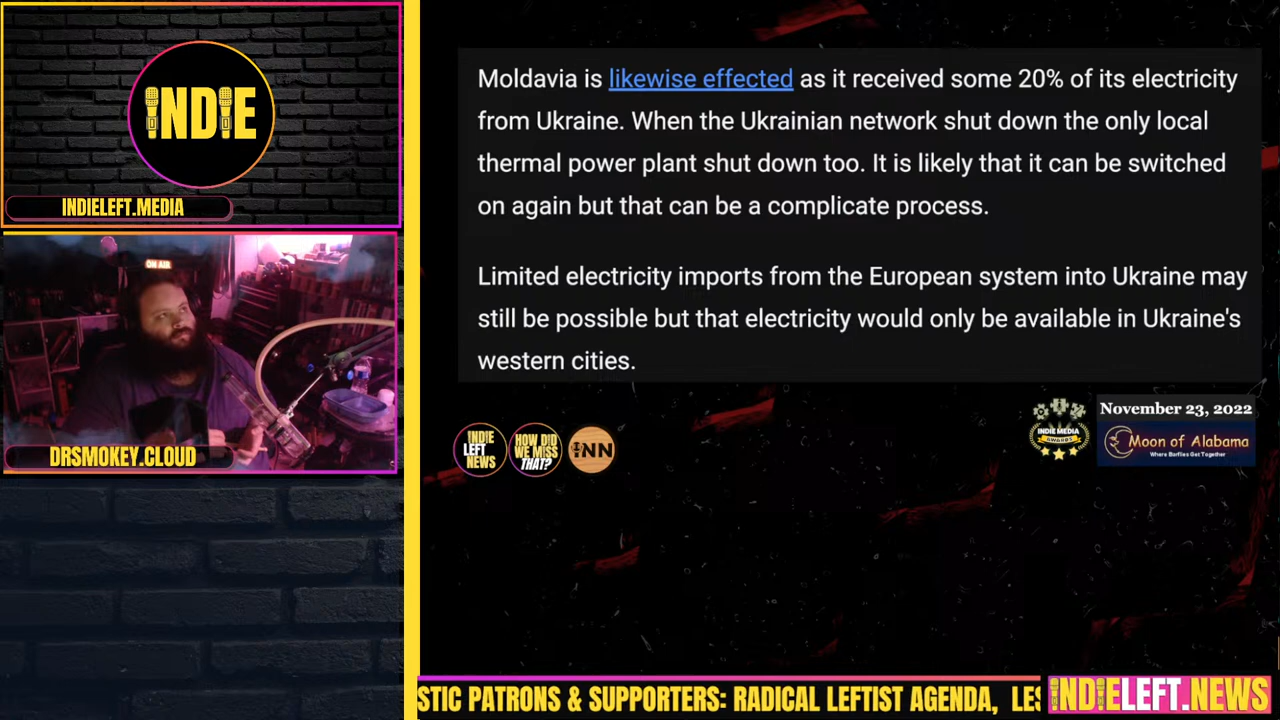 INDIE
INDIELEFT.MEDIA
ON AIR
DRSMOKEY.CLOUD
Moldavia is likewise effected as it received some 20% of its electricity
from Ukraine. When the Ukrainian network shut down the only local
thermal power plant shut down too. It is likely that it can be switched
on again but that can be a complicate process.
Limited electricity imports from the European system into Ukraine may
still be possible but that electricity would only be available in Ukraine's
western cities.
INDIE
LEFT
NEWS
HOW DID
WE MISS
THAT?
INN
INDIE MEDIA
AWARDS
November 23, 2022
Moon of Alabama
Where Barflies Get Together
STIC PATRONS & SUPPORTERS: RADICAL LEFTIST AGENDA, LES
INDIELEFT.NEWS